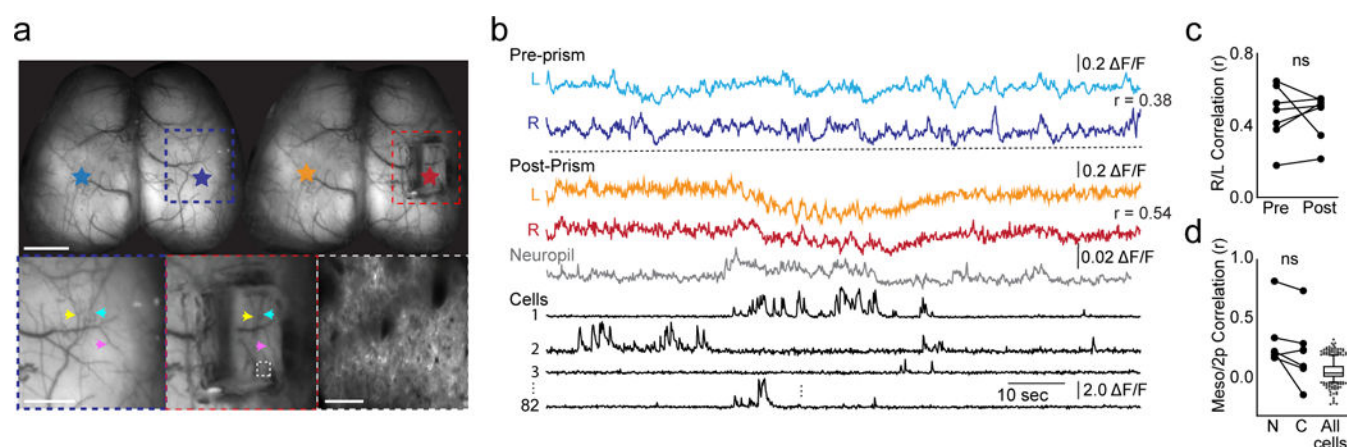 a
b
Pre-prism
L
0.2 ΔF/F
r = 0.38
R
Post-Prism
L
0.2 ΔF/F
r = 0.54
R
0.02 ΔF/F
Neuropil
Cells
1
2
3
82
10 sec
2.0 ΔF/F
c
R/L Correlation (r)
0.8
0.4
0.0
ns
Pre Post
d
Meso/2p Correlation (r)
1.0
0.5
0.0
ns
N C All
cells